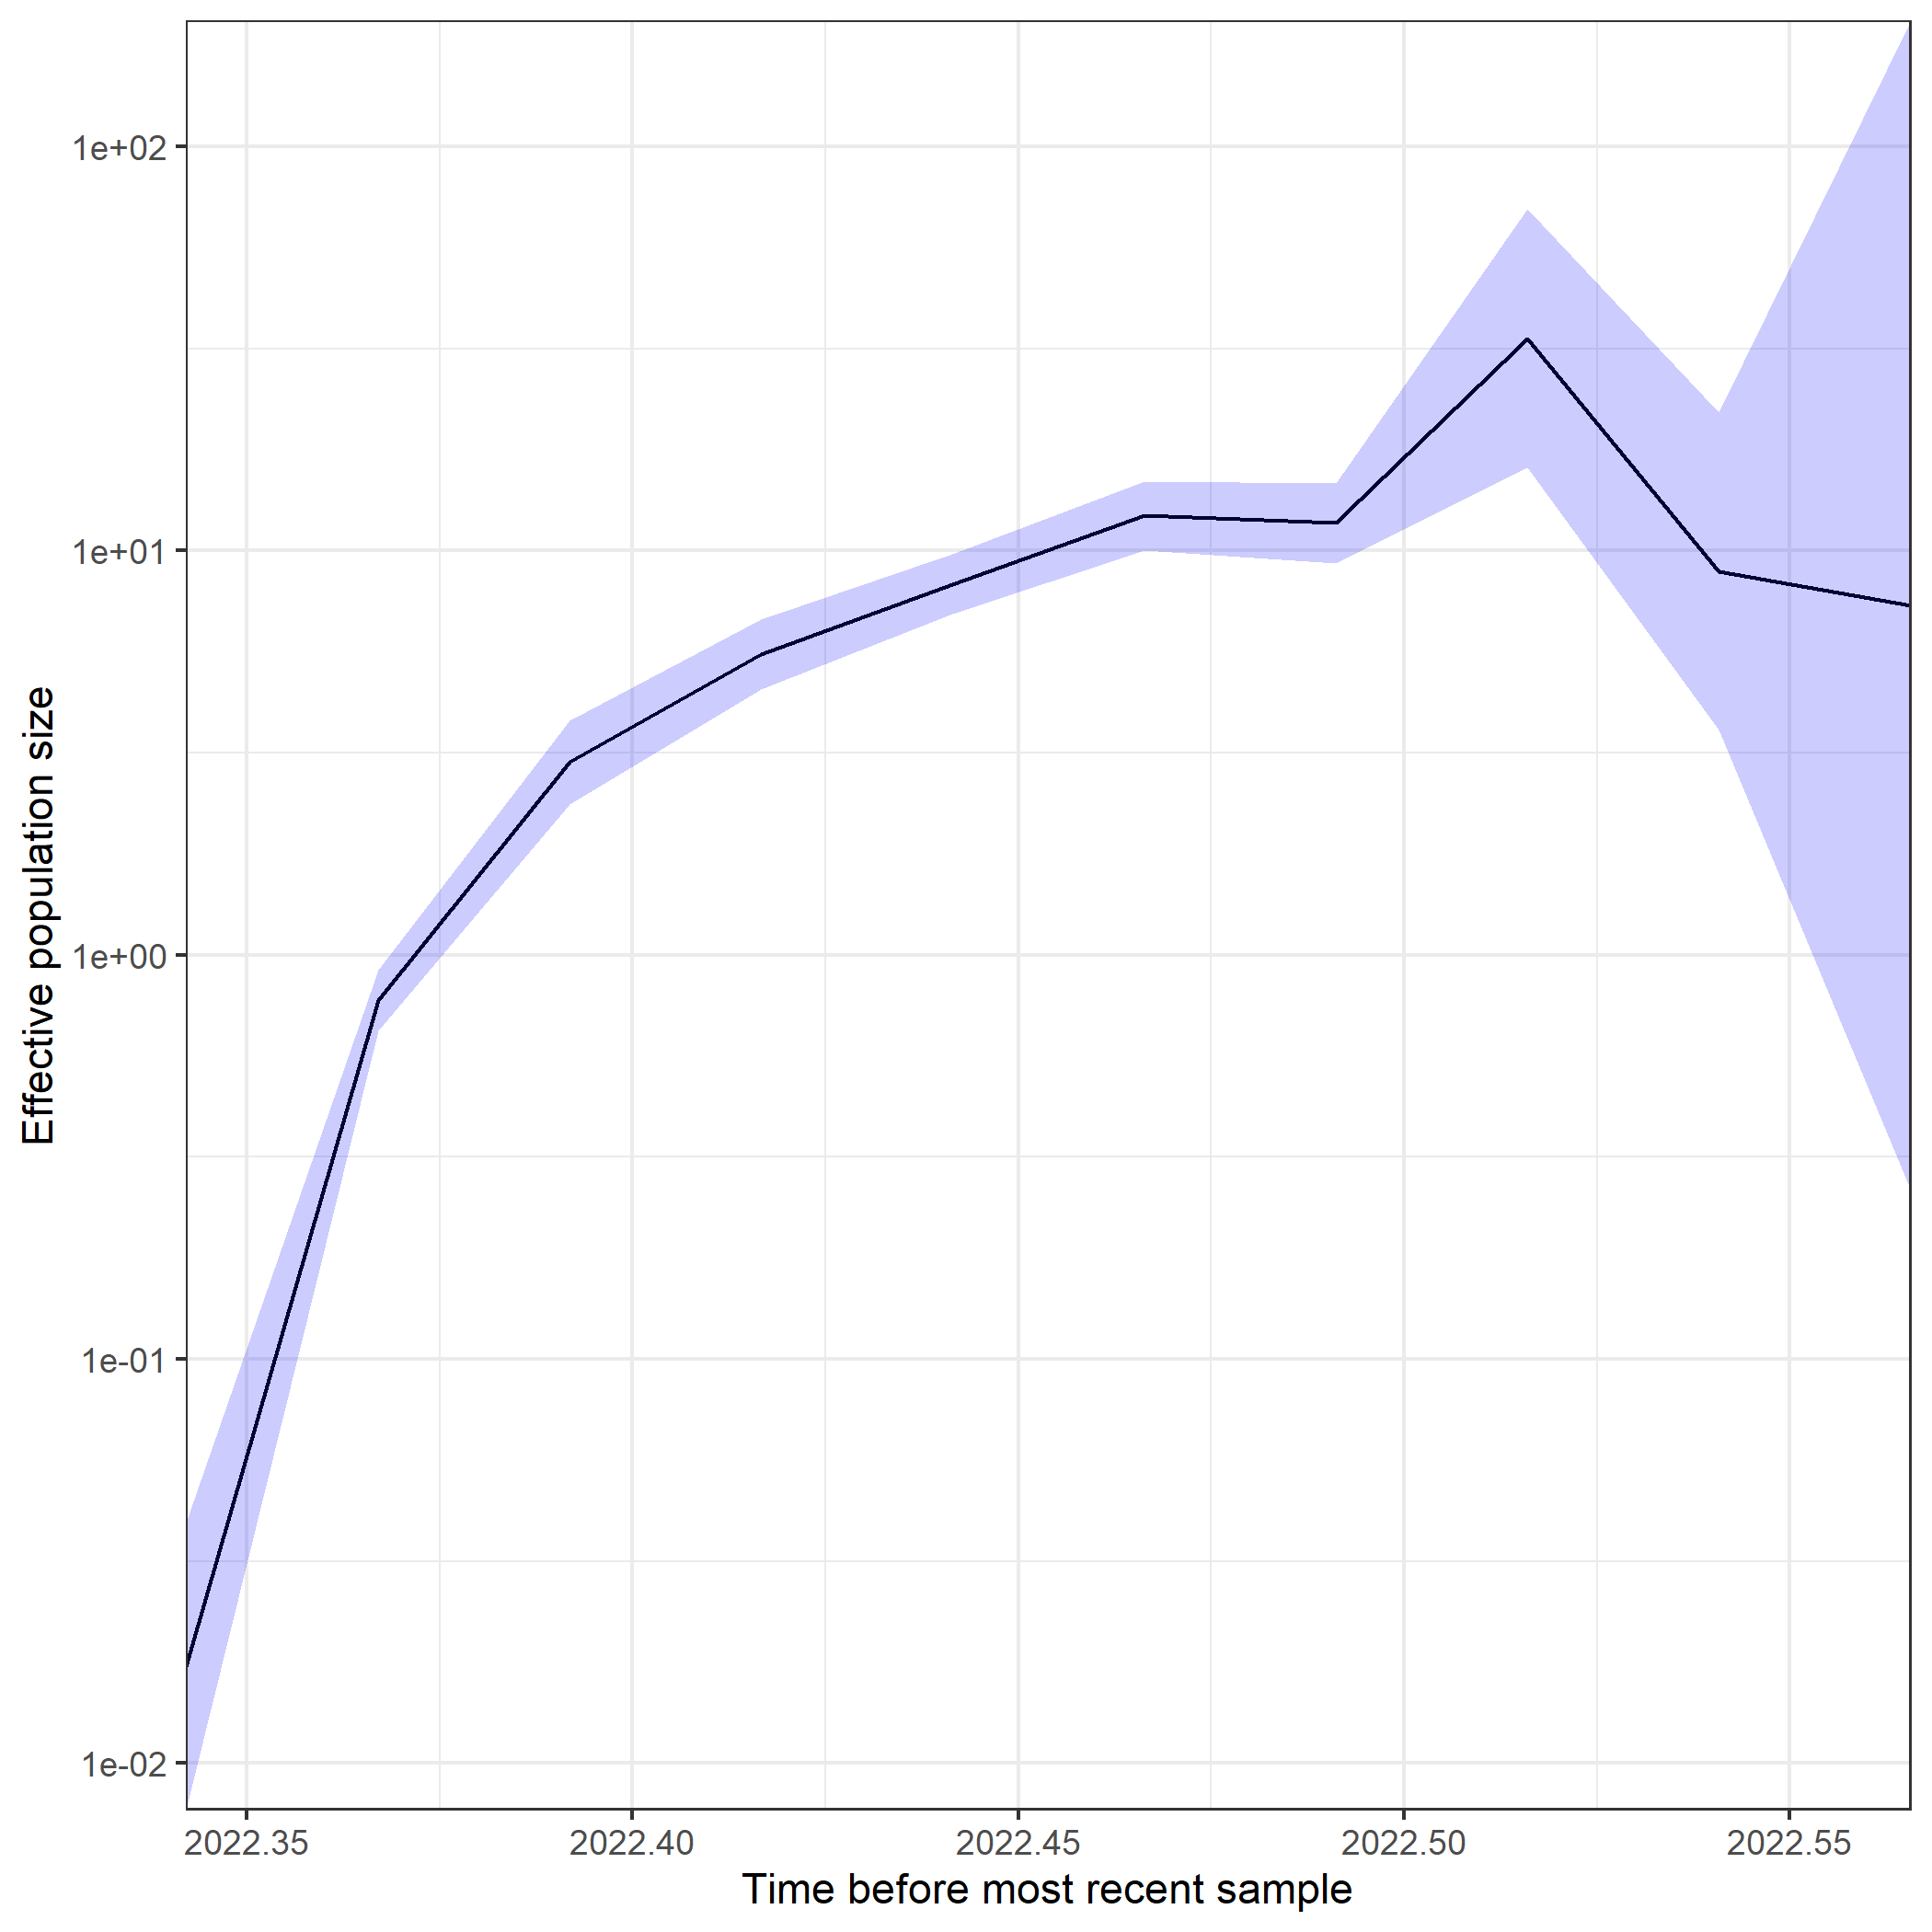 Effective population size
1e+02
1e+01
1e+00
1e-01
1e-02
2022.35
2022.40
2022.45
2022.50
2022.55
Time before most recent sample